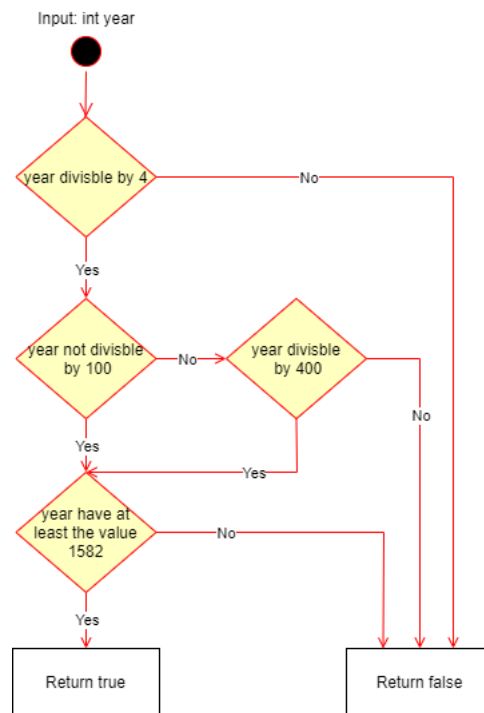 Input: int year
year divisble by 4
No
Yes
year not divisble
by 100
No
year divisble
by 400
No
Yes
Yes
year have at
least the value
1582
No
Yes
Return true
Return false